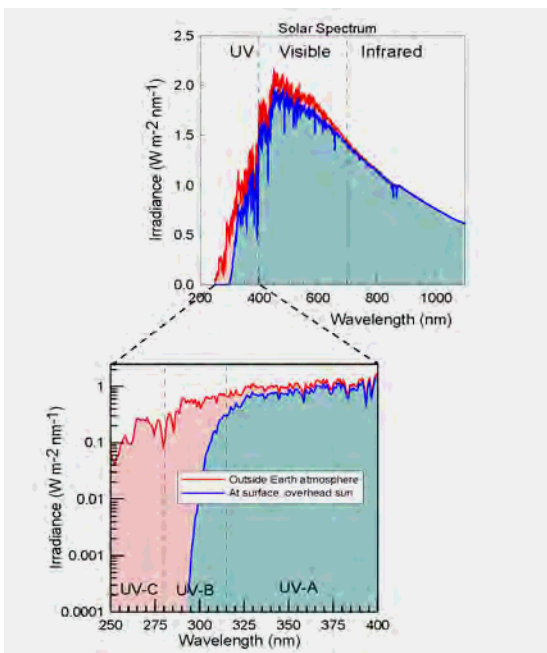 Solar Spectrum
2.5
UV Visible Infrared
2.0
1.5
1.0
0.5
0.0
Irradiance (W m-2 nm-1)
200 400 600 800 1000
Wavelength (nm)
1
0.1
0.01
0.001
0.0001
Irradiance (W m-2 nm-1)
Outside Earth atmosphere
At surface, overhead sun
UV-C UV-B UV-A
250 275 300 325 350 375 400
Wavelength (nm)